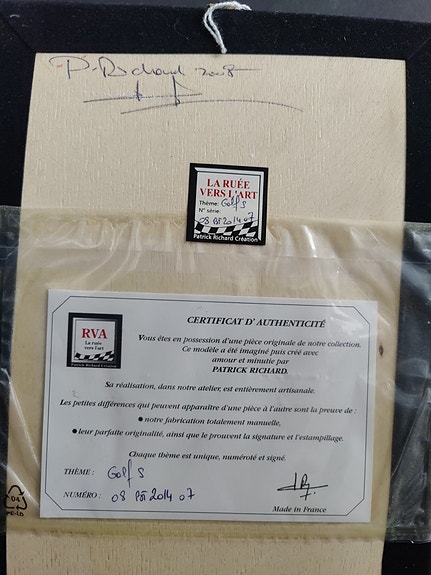 P. Richard 2008
LA RUÉE
VERS L'ART
Thème: Golf S
N° série:
08 PST2014 07
Patrick Richard Création
RVA
La ruée
vers l'art
Patrick Richard Création
CERTIFICAT D'AUTHENTICITÉ
Vous êtes en possession d'une pièce originale de notre collection.
Ce modèle a été imaginé puis créé avec
amour et minutie par
PATRICK RICHARD.
Sa réalisation, dans notre atelier, est entièrement artisanale.
Les petites différences qui peuvent apparaître d'une pièce à l'autre sont la preuve de :
● notre fabrication totalement manuelle,
● leur parfaite originalité, ainsi que le prouvent la signature et l'estampillage.
Chaque thème est unique, numéroté et signé.
THÈME : Golf S
NUMÉRO : 08 2014 07
Made in France
04
PE-LD